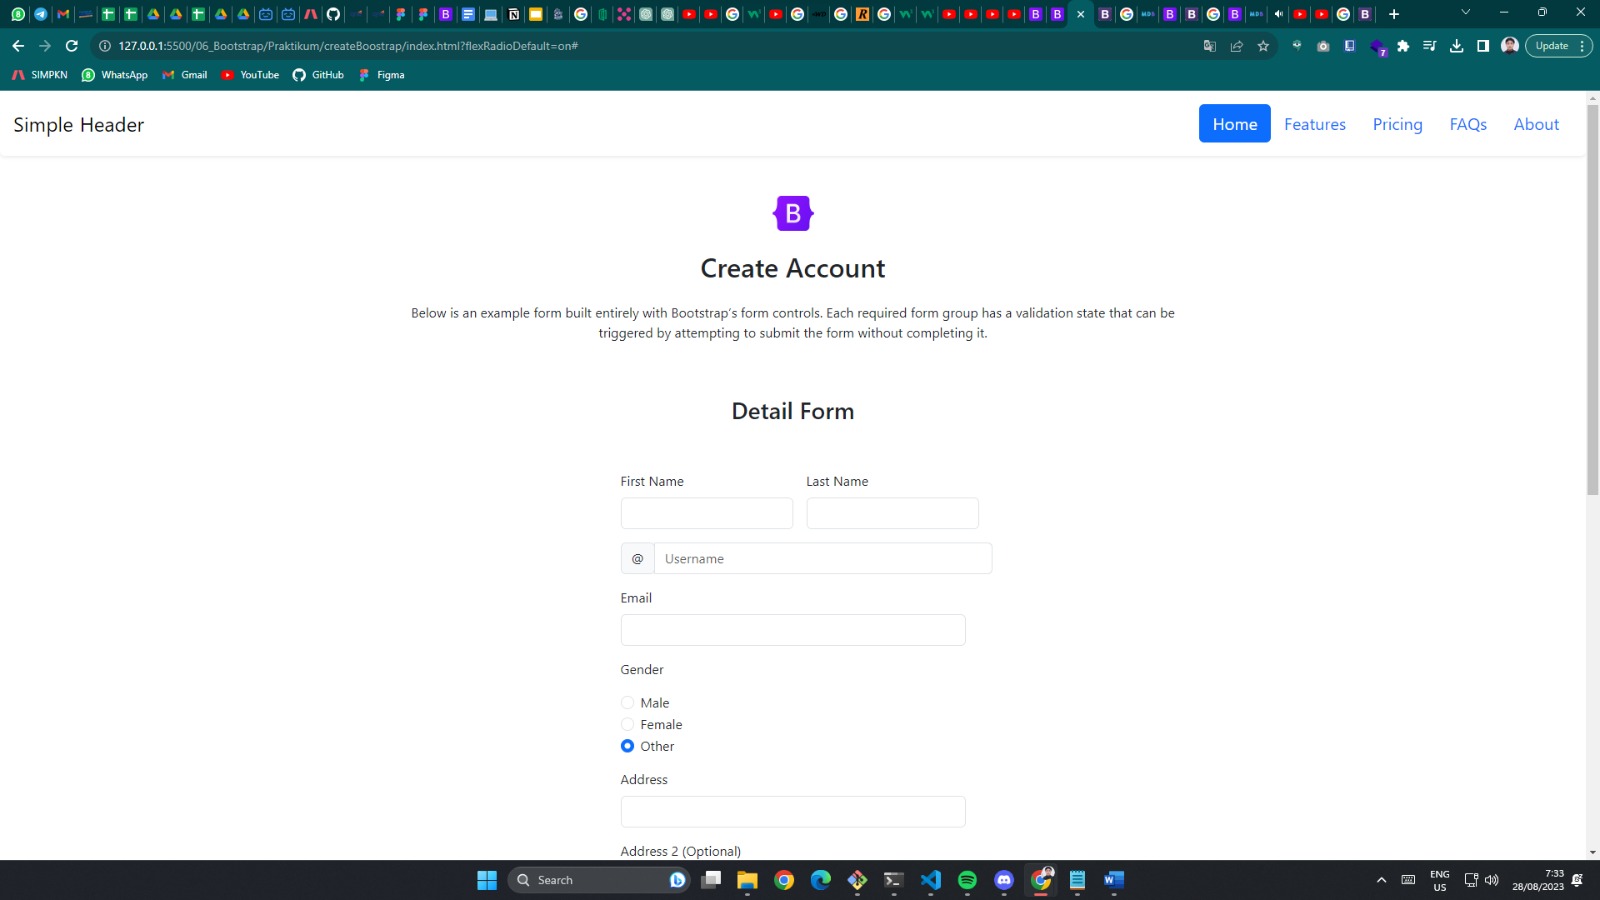 127.0.0.1:5500/06_Bootstrap/Praktikum/createBoostrap/index.html?flexRadioDefault=on#
7
Update
SIMPKN
WhatsApp
Gmail
YouTube
GitHub
Figma
Simple Header
Home
Features
Pricing
FAQs
About
B
Create Account
Below is an example form built entirely with Bootstrap's form controls. Each required form group has a validation state that can be
triggered by attempting to submit the form without completing it.
Detail Form
First Name
Last Name
@
Username
Email
Gender
Male
Female
Other
Address
Address 2 (Optional)
Search
ENG
US
7:33
28/08/2023